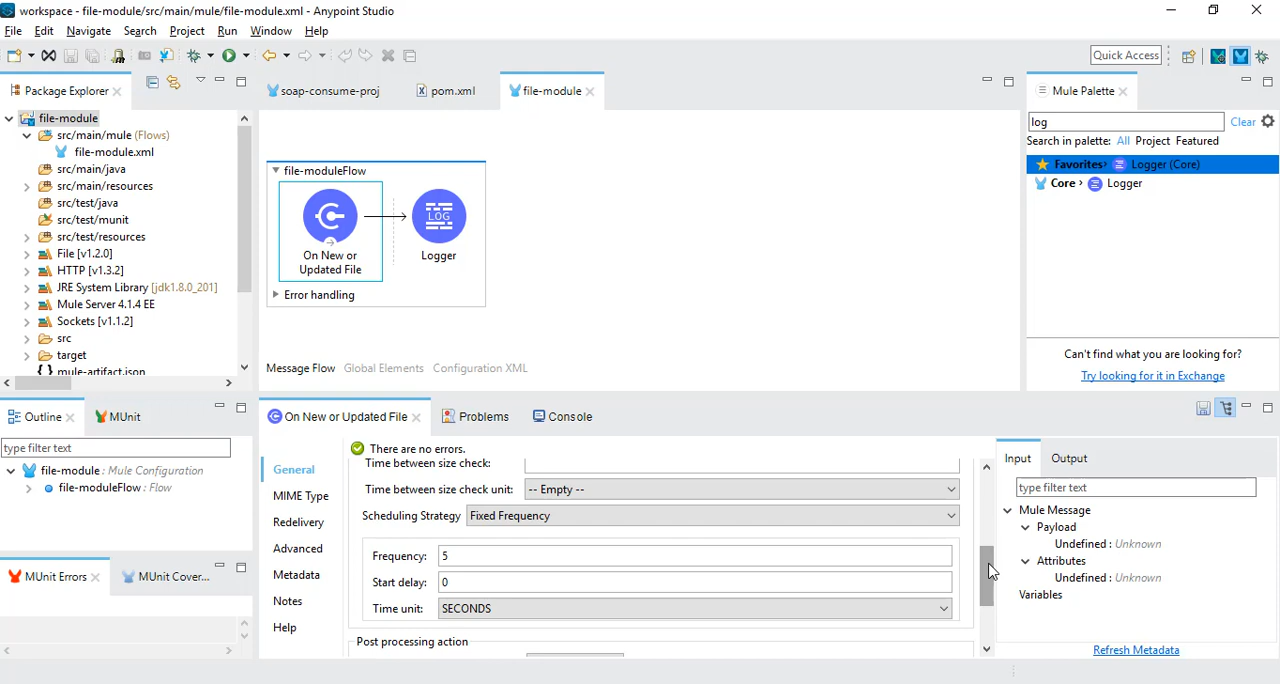 workspace - file-module/src/main/mule/file-module.xml - Anypoint Studio
File Edit Navigate Search Project Run Window Help
Quick Access
Package Explorer
soap-consume-proj
pom.xml
file-module
Mule Palette
file-module
src/main/mule (Flows)
file-module.xml
src/main/java
src/main/resources
src/test/java
src/test/munit
src/test/resources
File [v1.2.0]
HTTP [v1.3.2]
JRE System Library [jdk1.8.0_201]
Mule Server 4.1.4 EE
Sockets [v1.1.2]
src
target
mule-artifact.json
file-moduleFlow
LOG
On New or
Updated File
Logger
Error handling
Message Flow Global Elements Configuration XML
log
Clear
Search in palette: All Project Featured
Favorites> Logger (Core)
Core > Logger
Can't find what you are looking for?
Try looking for it in Exchange
Outline
MUnit
type filter text
file-module : Mule Configuration
file-moduleFlow : Flow
MUnit Errors
MUnit Cover...
On New or Updated File
Problems
Console
There are no errors.
General
MIME Type
Redelivery
Advanced
Metadata
Notes
Help
Time between size check:
Time between size check unit: -- Empty --
Scheduling Strategy Fixed Frequency
Frequency: 5
Start delay: 0
Time unit: SECONDS
Post processing action
Input Output
type filter text
Mule Message
Payload
Undefined : Unknown
Attributes
Undefined : Unknown
Variables
Refresh Metadata